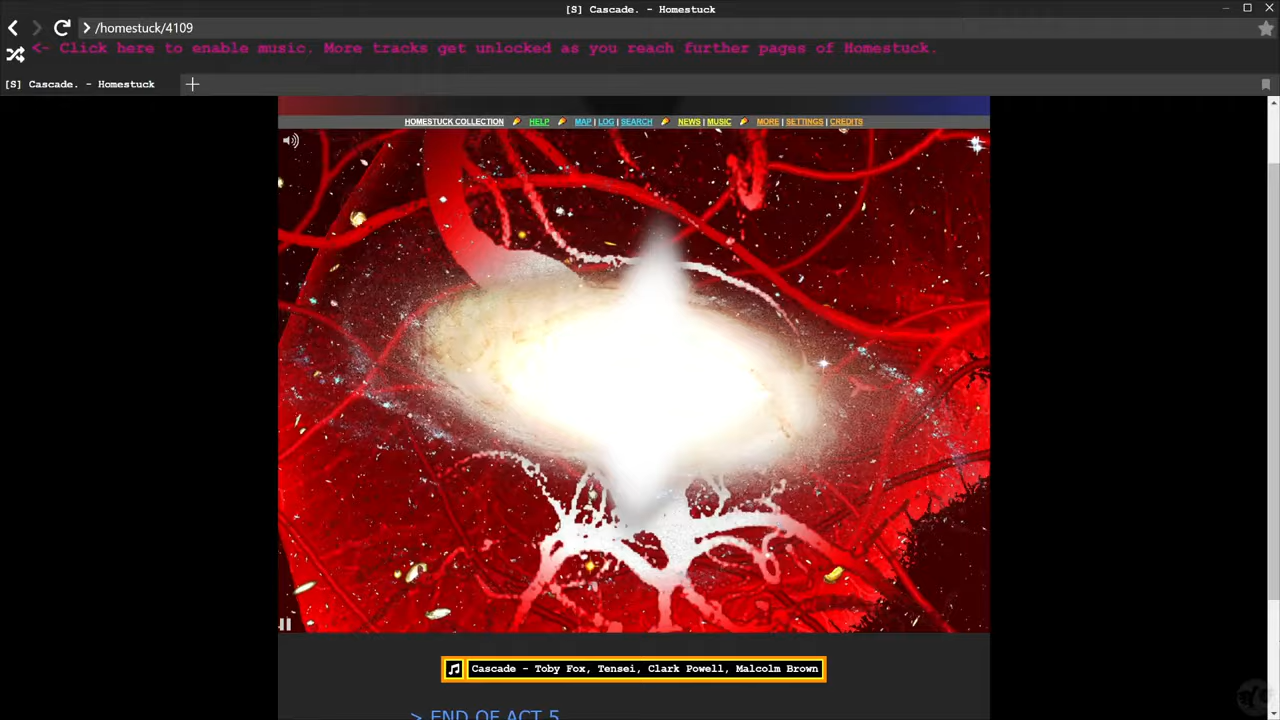 [S] Cascade. - Homestuck
/homestuck/4109
<- Click here to enable music. More tracks get unlocked as you reach further pages of Homestuck.
[S] Cascade. - Homestuck
HOMESTUCK COLLECTION HELP MAP | LOG | SEARCH NEWS | MUSIC MORE | SETTINGS | CREDITS
Cascade - Toby Fox, Tensei, Clark Powell, Malcolm Brown
> END OF ACT 5